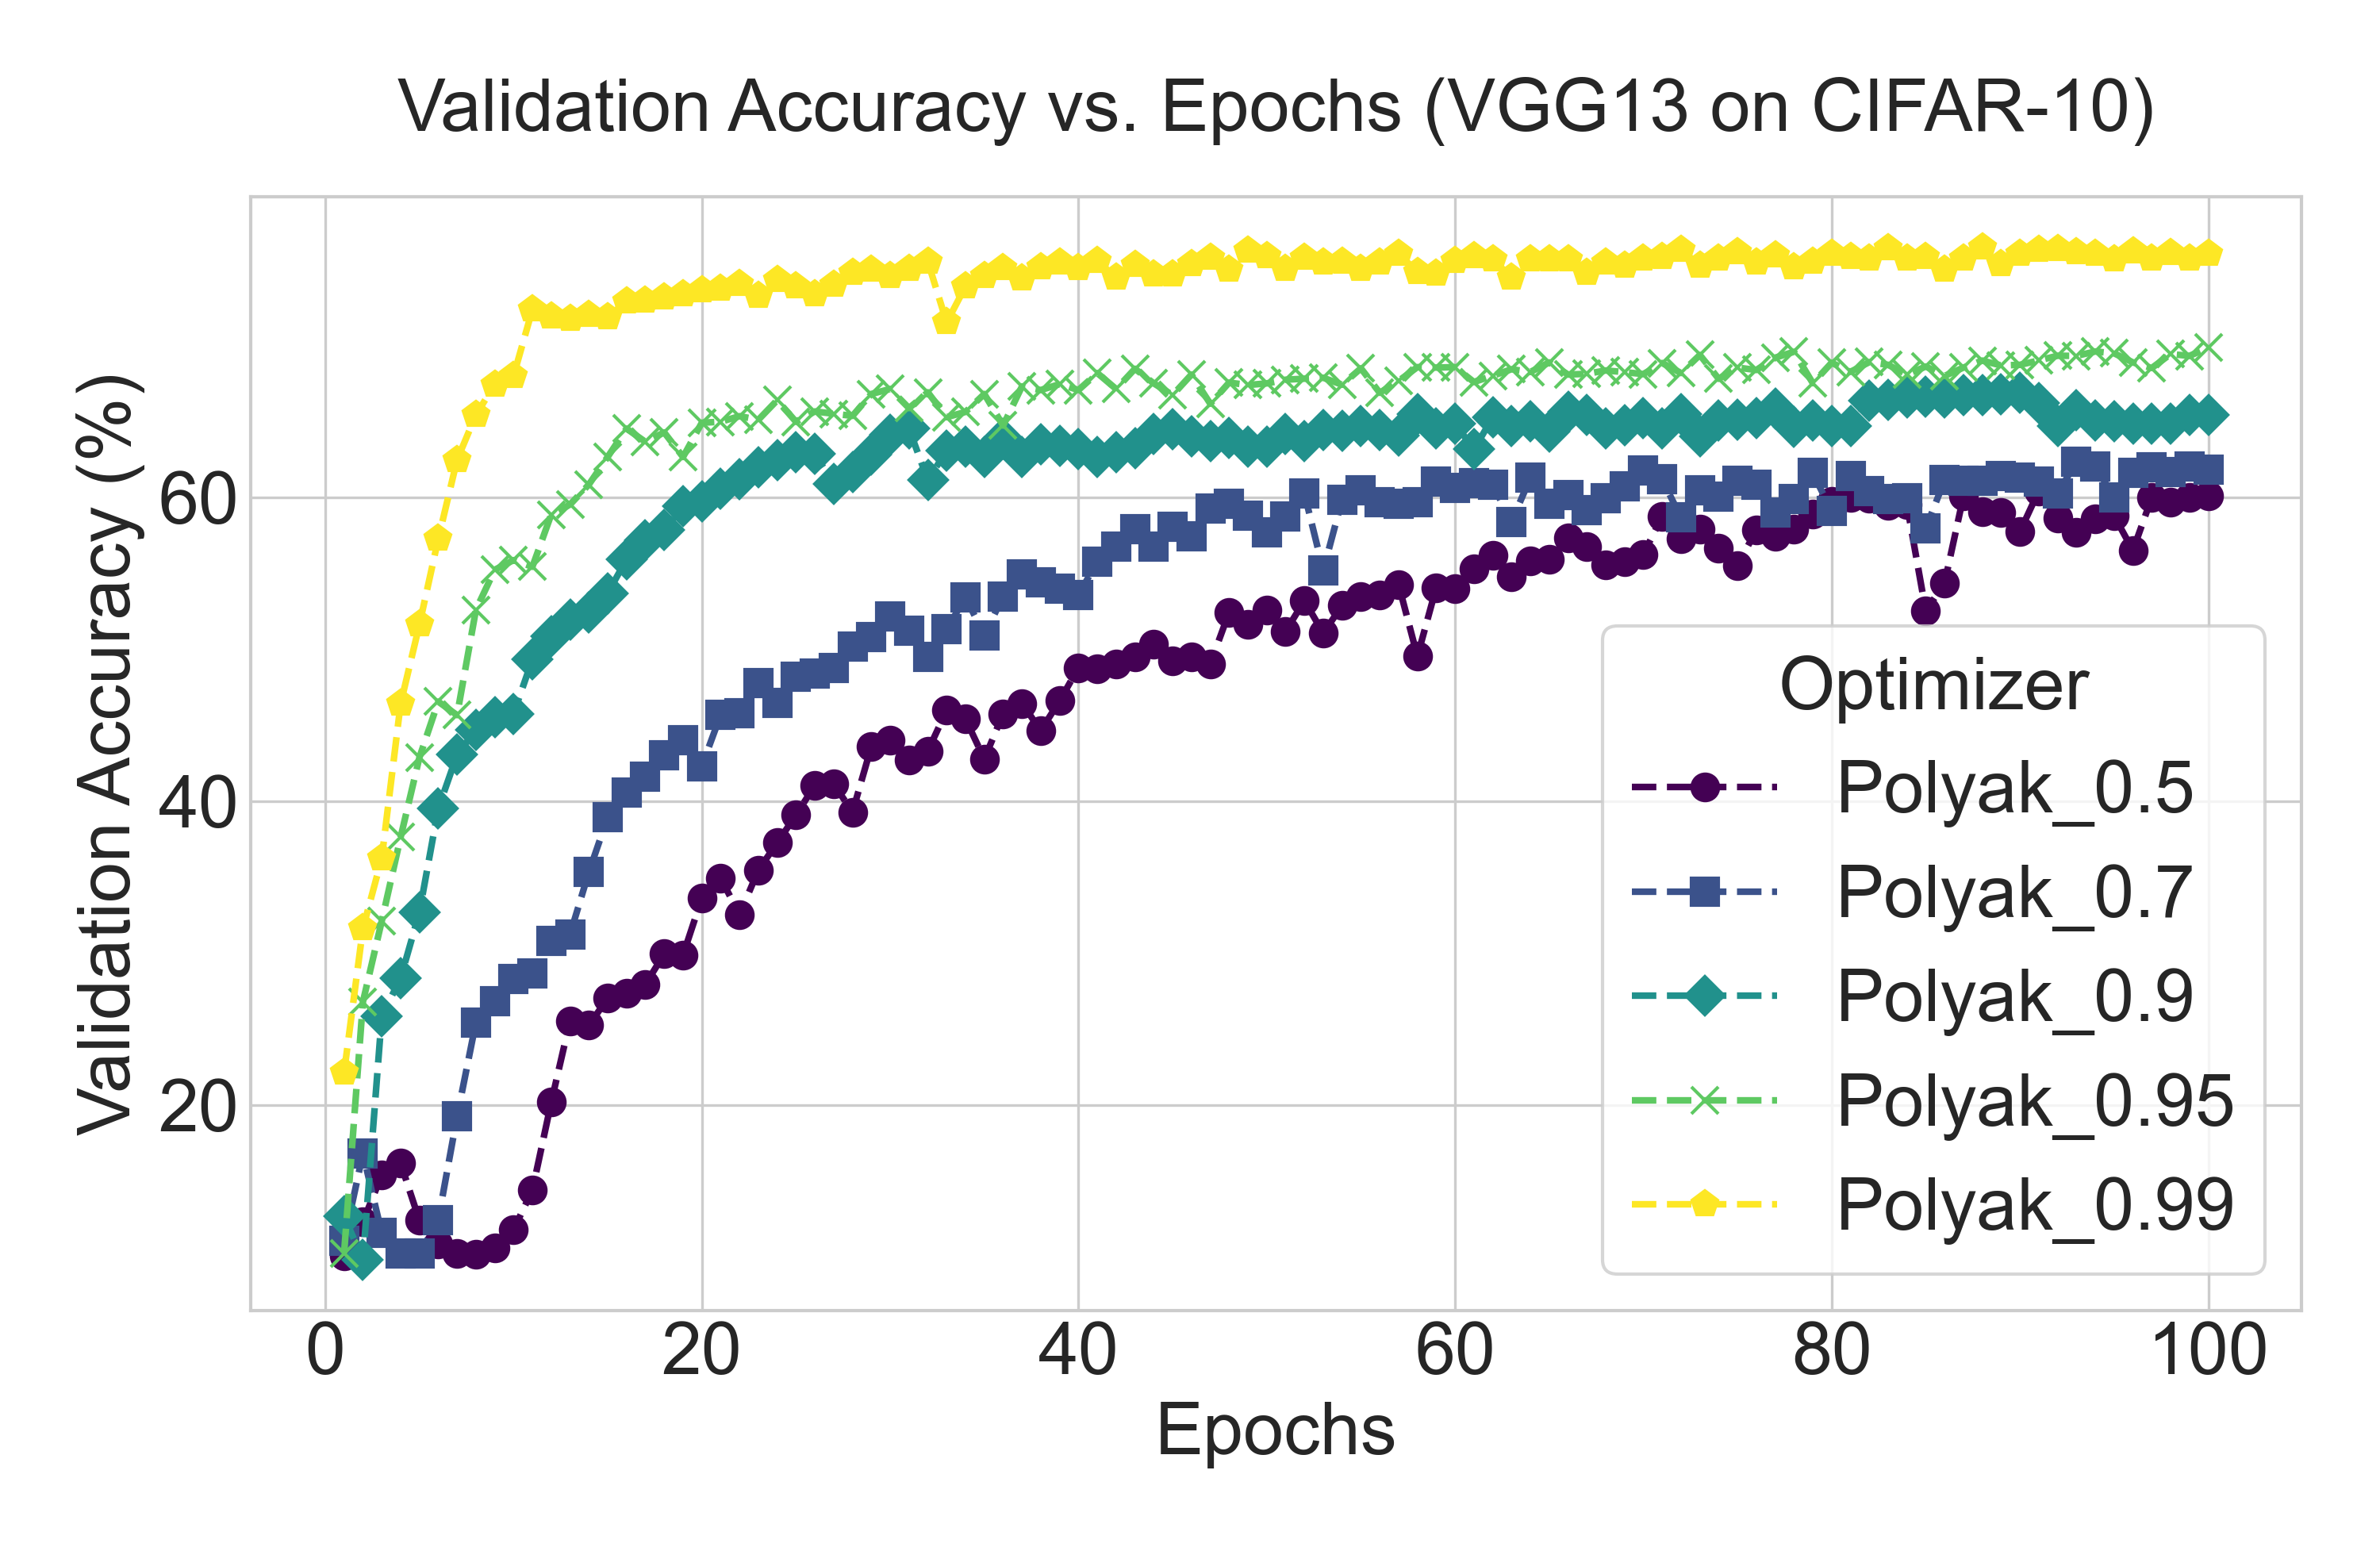 Validation Accuracy vs. Epochs (VGG13 on CIFAR-10)
Validation Accuracy (%)
60
40
20
Optimizer
Polyak_0.5
Polyak_0.7
Polyak_0.9
Polyak_0.95
Polyak_0.99
0 20 40 60 80 100
Epochs